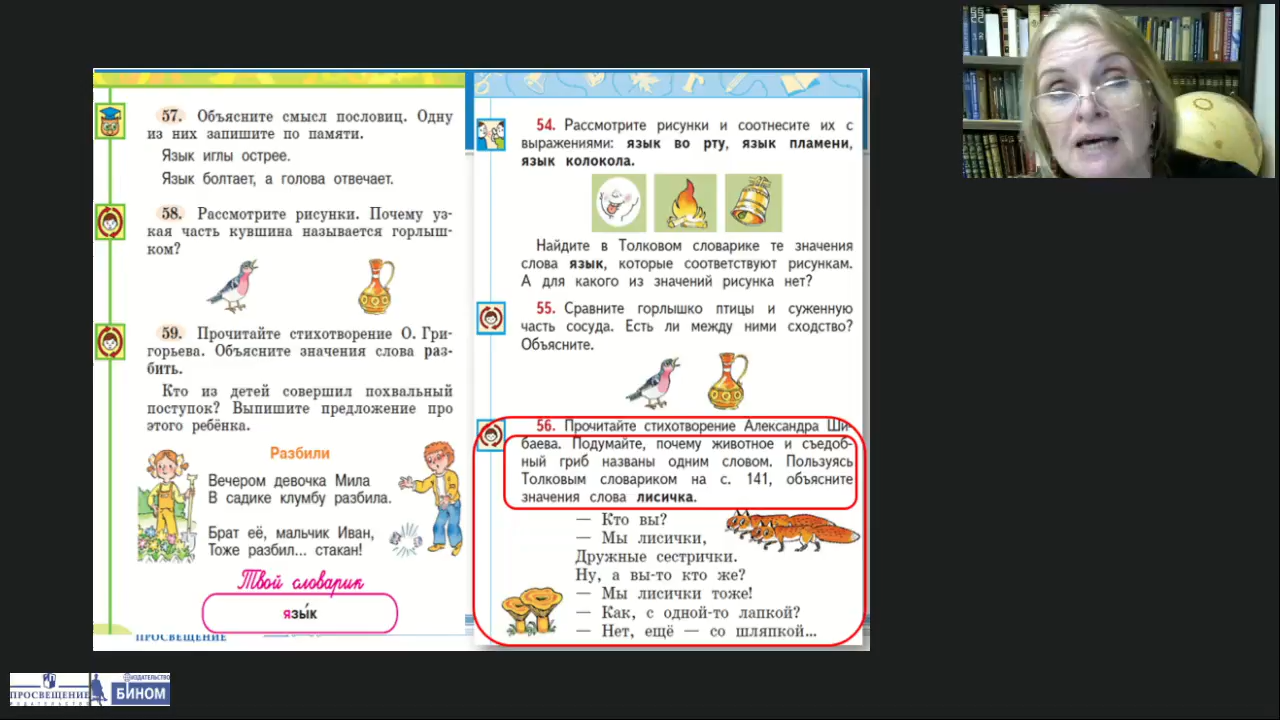 57. Объясните смысл пословиц. Одну
из них запишите по памяти.
Язык иглы острее.
Язык болтает, а голова отвечает.
58. Рассмотрите рисунки. Почему уз-
кая часть кувшина называется горлыш-
ком?
59. Прочитайте стихотворение О. Гри-
горьева. Объясните значения слова раз-
бить.
Кто из детей совершил похвальный
поступок? Выпишите предложение про
этого ребёнка.
Разбили
Вечером девочка Мила
В садике клумбу разбила.
Брат её, мальчик Иван,
Тоже разбил... стакан!
Твой словарик
язы́к
ПРОСВЕЩЕНИЕ
54. Рассмотрите рисунки и соотнесите их с
выражениями: язык во рту, язык пламени,
язык колокола.
Найдите в Толковом словарике те значения
слова язык, которые соответствуют рисункам.
А для какого из значений рисунка нет?
55. Сравните горлышко птицы и суженную
часть сосуда. Есть ли между ними сходство?
Объясните.
56. Прочитайте стихотворение Александра Ши-
баева. Подумайте, почему животное и съедоб-
ный гриб названы одним словом. Пользуясь
Толковым словариком на с. 141, объясните
значения слова лисичка.
— Кто вы?
— Мы лисички,
Дружные сестрички.
Ну, а вы-то кто же?
— Мы лисички тоже!
— Как, с одной-то лапкой?
— Нет, ещё — со шляпкой...
ПРОСВЕЩЕНИЕ
ИЗДАТЕЛЬСТВО
ИЗДАТЕЛЬСТВО
БИНОМ